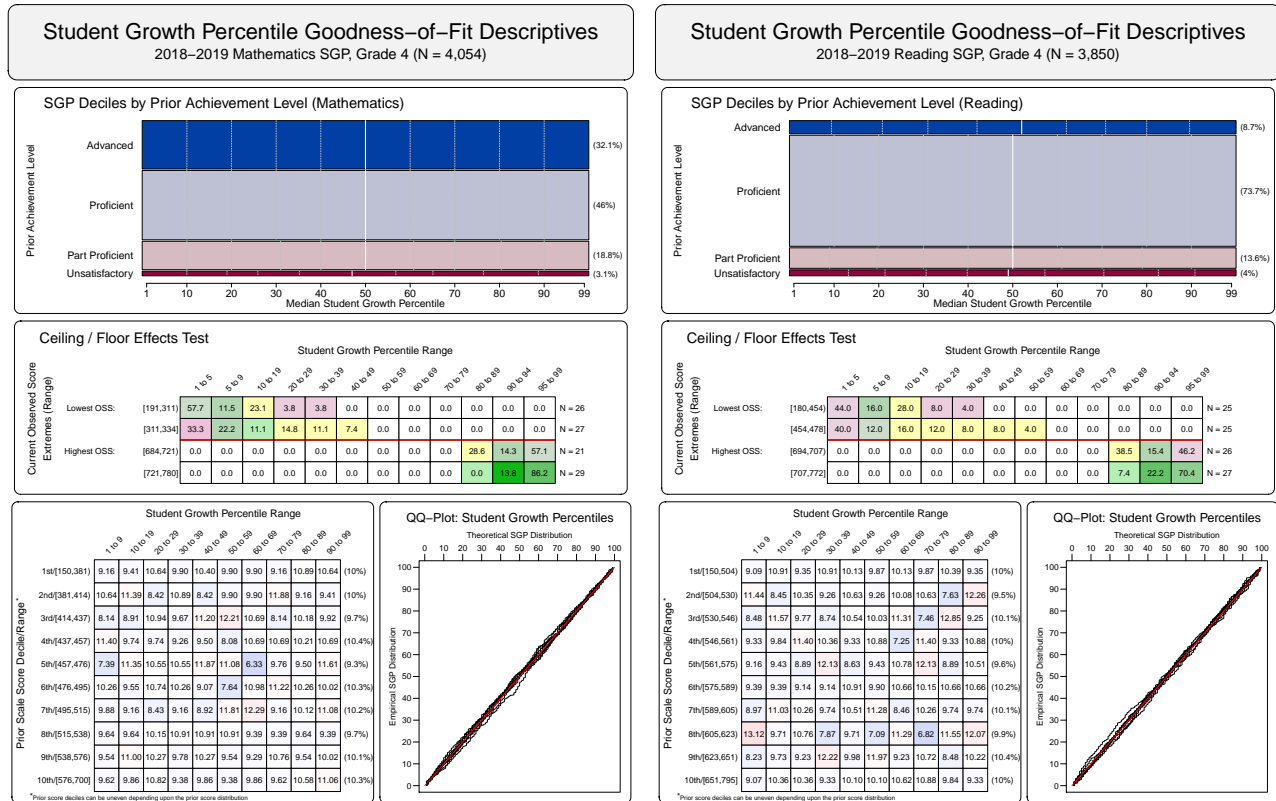 Student Growth Percentile Goodness−of−Fit Descriptives
2018−2019 Mathematics SGP, Grade 4 (N = 4,054)
SGP Deciles by Prior Achievement Level (Mathematics)
Prior Achievement Level
Advanced (32.1%)
Proficient (46%)
Part Proficient (18.8%)
Unsatisfactory (3.1%)
1 10 20 30 40 50 60 70 80 90 99
Median Student Growth Percentile
Ceiling / Floor Effects Test
Student Growth Percentile Range
1 to 5 5 to 9 10 to 19 20 to 29 30 to 39 40 to 49 50 to 59 60 to 69 70 to 79 80 to 89 90 to 94 95 to 99
Current Observed Score
Extremes (Range)
Lowest OSS: [191,311) 57.7 11.5 23.1 3.8 3.8 0.0 0.0 0.0 0.0 0.0 0.0 0.0 N = 26
[311,334) 33.3 22.2 11.1 14.8 11.1 7.4 0.0 0.0 0.0 0.0 0.0 0.0 N = 27
Highest OSS: [684,721) 0.0 0.0 0.0 0.0 0.0 0.0 0.0 0.0 0.0 28.6 14.3 57.1 N = 21
[721,780] 0.0 0.0 0.0 0.0 0.0 0.0 0.0 0.0 0.0 0.0 13.8 86.2 N = 29
Student Growth Percentile Range
1 to 9 10 to 19 20 to 29 30 to 39 40 to 49 50 to 59 60 to 69 70 to 79 80 to 89 90 to 99
Prior Scale Score Decile/Range*
1st/[150,381) 9.16 9.41 10.64 9.90 10.40 9.90 9.90 9.16 10.89 10.64 (10%)
2nd/[381,414) 10.64 11.39 8.42 10.89 8.42 9.90 9.90 11.88 9.16 9.41 (10%)
3rd/[414,437) 8.14 8.91 10.94 9.67 11.20 12.21 10.69 8.14 10.18 9.92 (9.7%)
4th/[437,457) 11.40 9.74 9.74 9.26 9.50 8.08 10.69 10.69 10.21 10.69 (10.4%)
5th/[457,476) 7.39 11.35 10.55 10.55 11.87 11.08 6.33 9.76 9.50 11.61 (9.3%)
6th/[476,495) 10.26 9.55 10.74 10.26 9.07 7.64 10.98 11.22 10.26 10.02 (10.3%)
7th/[495,515) 9.88 9.16 8.43 9.16 8.92 11.81 12.29 9.16 10.12 11.08 (10.2%)
8th/[515,538) 9.64 9.64 10.15 10.91 10.91 10.91 9.39 9.39 9.64 9.39 (9.7%)
9th/[538,576) 9.54 11.00 10.27 9.78 10.27 9.54 9.29 10.76 9.54 10.02 (10.1%)
10th/[576,700] 9.62 9.86 10.82 9.38 9.86 9.38 9.86 9.62 10.58 11.06 (10.3%)
*Prior score deciles can be uneven depending upon the prior score distribution
QQ−Plot: Student Growth Percentiles
Theoretical SGP Distribution
0 10 20 30 40 50 60 70 80 90 100
Empirical SGP Distribution
100
90
80
70
60
50
40
30
20
10
0
Student Growth Percentile Goodness−of−Fit Descriptives
2018−2019 Reading SGP, Grade 4 (N = 3,850)
SGP Deciles by Prior Achievement Level (Reading)
Prior Achievement Level
Advanced (8.7%)
Proficient (73.7%)
Part Proficient (13.6%)
Unsatisfactory (4%)
1 10 20 30 40 50 60 70 80 90 99
Median Student Growth Percentile
Ceiling / Floor Effects Test
Student Growth Percentile Range
1 to 5 5 to 9 10 to 19 20 to 29 30 to 39 40 to 49 50 to 59 60 to 69 70 to 79 80 to 89 90 to 94 95 to 99
Current Observed Score
Extremes (Range)
Lowest OSS: [180,454) 44.0 16.0 28.0 8.0 4.0 0.0 0.0 0.0 0.0 0.0 0.0 0.0 N = 25
[454,478) 40.0 12.0 16.0 12.0 8.0 8.0 4.0 0.0 0.0 0.0 0.0 0.0 N = 25
Highest OSS: [694,707) 0.0 0.0 0.0 0.0 0.0 0.0 0.0 0.0 0.0 38.5 15.4 46.2 N = 26
[707,772] 0.0 0.0 0.0 0.0 0.0 0.0 0.0 0.0 0.0 7.4 22.2 70.4 N = 27
Student Growth Percentile Range
1 to 9 10 to 19 20 to 29 30 to 39 40 to 49 50 to 59 60 to 69 70 to 79 80 to 89 90 to 99
Prior Scale Score Decile/Range*
1st/[150,504) 9.09 10.91 9.35 10.91 10.13 9.87 10.13 9.87 10.39 9.35 (10%)
2nd/[504,530) 11.44 8.45 10.35 9.26 10.63 9.26 10.08 10.63 7.63 12.26 (9.5%)
3rd/[530,546) 8.48 11.57 9.77 8.74 10.54 10.03 11.31 7.46 12.85 9.25 (10.1%)
4th/[546,561) 9.33 9.84 11.40 10.36 9.33 10.88 7.25 11.40 9.33 10.88 (10%)
5th/[561,575) 9.16 9.43 8.89 12.13 8.63 9.43 10.78 12.13 8.89 10.51 (9.6%)
6th/[575,589) 9.39 9.39 9.14 9.14 10.91 9.90 10.66 10.15 10.66 10.66 (10.2%)
7th/[589,605) 8.97 11.03 10.26 9.74 10.51 11.28 8.46 10.26 9.74 9.74 (10.1%)
8th/[605,623) 13.12 9.71 10.76 7.87 9.71 7.09 11.29 6.82 11.55 12.07 (9.9%)
9th/[623,651) 8.23 9.73 9.23 12.22 9.98 11.97 9.23 10.72 8.48 10.22 (10.4%)
10th/[651,795] 9.07 10.36 10.36 9.33 10.10 10.36 9.33 10.88 9.84 9.33 (10%)
*Prior score deciles can be uneven depending upon the prior score distribution
QQ−Plot: Student Growth Percentiles
Theoretical SGP Distribution
0 10 20 30 40 50 60 70 80 90 100
Empirical SGP Distribution
100
90
80
70
60
50
40
30
20
10
0